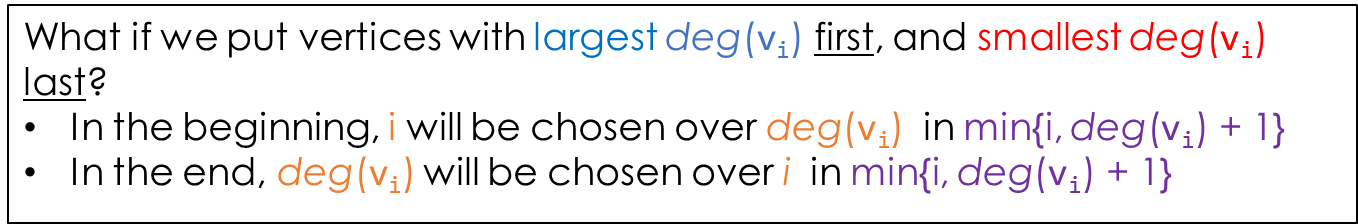 What if we put vertices with largest deg(vᵢ) first, and smallest deg(vᵢ)
last?
• In the beginning, i will be chosen over deg(vᵢ) in min{i, deg(vᵢ) + 1}
• In the end, deg(vᵢ) will be chosen over i in min{i, deg(vᵢ) + 1}